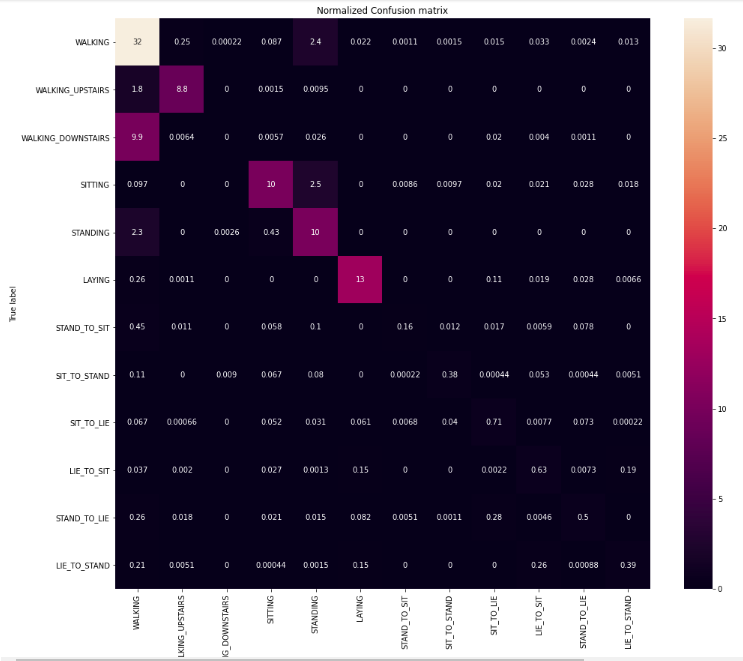 Normalized Confusion matrix
WALKING 32 0.25 0.00022 0.087 2.4 0.022 0.0011 0.0015 0.015 0.033 0.0024 0.013
WALKING_UPSTAIRS 1.8 8.8 0 0.0015 0.0095 0 0 0 0 0 0 0
WALKING_DOWNSTAIRS 9.9 0.0064 0 0.0057 0.026 0 0 0 0.02 0.004 0.0011 0
SITTING 0.097 0 0 10 2.5 0 0.0086 0.0097 0.02 0.021 0.028 0.018
STANDING 2.3 0 0.0026 0.43 10 0 0 0 0 0 0 0
LAYING 0.26 0.0011 0 0 0 13 0 0 0.11 0.019 0.028 0.0066
STAND_TO_SIT 0.45 0.011 0 0.058 0.1 0 0.16 0.012 0.017 0.0059 0.078 0
SIT_TO_STAND 0.11 0 0.009 0.067 0.08 0 0.00022 0.38 0.00044 0.053 0.00044 0.0051
SIT_TO_LIE 0.067 0.00066 0 0.052 0.031 0.061 0.0068 0.04 0.71 0.0077 0.073 0.00022
LIE_TO_SIT 0.037 0.002 0 0.027 0.0013 0.15 0 0 0.0022 0.63 0.0073 0.19
STAND_TO_LIE 0.26 0.018 0 0.021 0.015 0.082 0.0051 0.0011 0.28 0.0046 0.5 0
LIE_TO_STAND 0.21 0.0051 0 0.00044 0.0015 0.15 0 0 0 0.26 0.00088 0.39
True label
WALKING
LKING_UPSTAIRS
IG_DOWNSTAIRS
SITTING
STANDING
LAYING
STAND_TO_SIT
SIT_TO_STAND
SIT_TO_LIE
LIE_TO_SIT
STAND_TO_LIE
LIE_TO_STAND
30
25
20
15
10
5
0